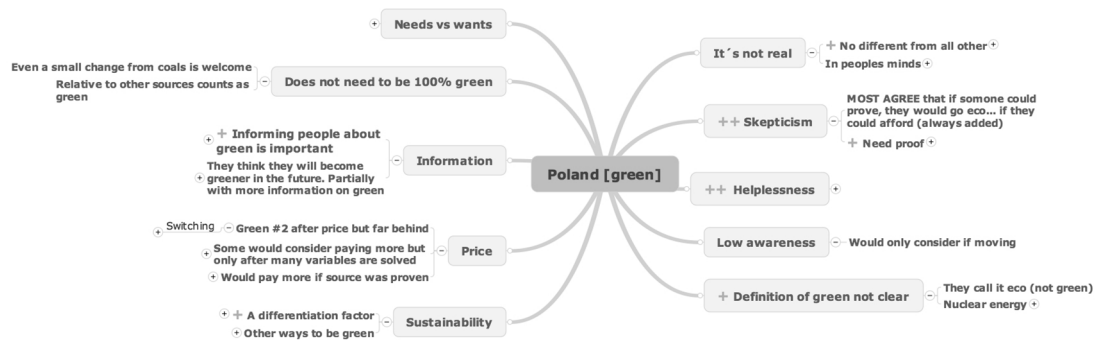 Needs vs wants
Even a small change from coals is welcome
Relative to other sources counts as
green
Does not need to be 100% green
+ Informing people about
green is important
They think they will become
greener in the future. Partially
with more information on green
Information
Switching
Green #2 after price but far behind
Some would consider paying more but
only after many variables are solved
Would pay more if source was proven
Price
+ A differentiation factor
Other ways to be green
Sustainability
Poland [green]
It´s not real
+ No different from all other
In peoples minds
++ Skepticism
MOST AGREE that if somone could
prove, they would go eco... if they
could afford (always added)
+ Need proof
++ Helplessness
Low awareness
Would only consider if moving
+ Definition of green not clear
They call it eco (not green)
Nuclear energy